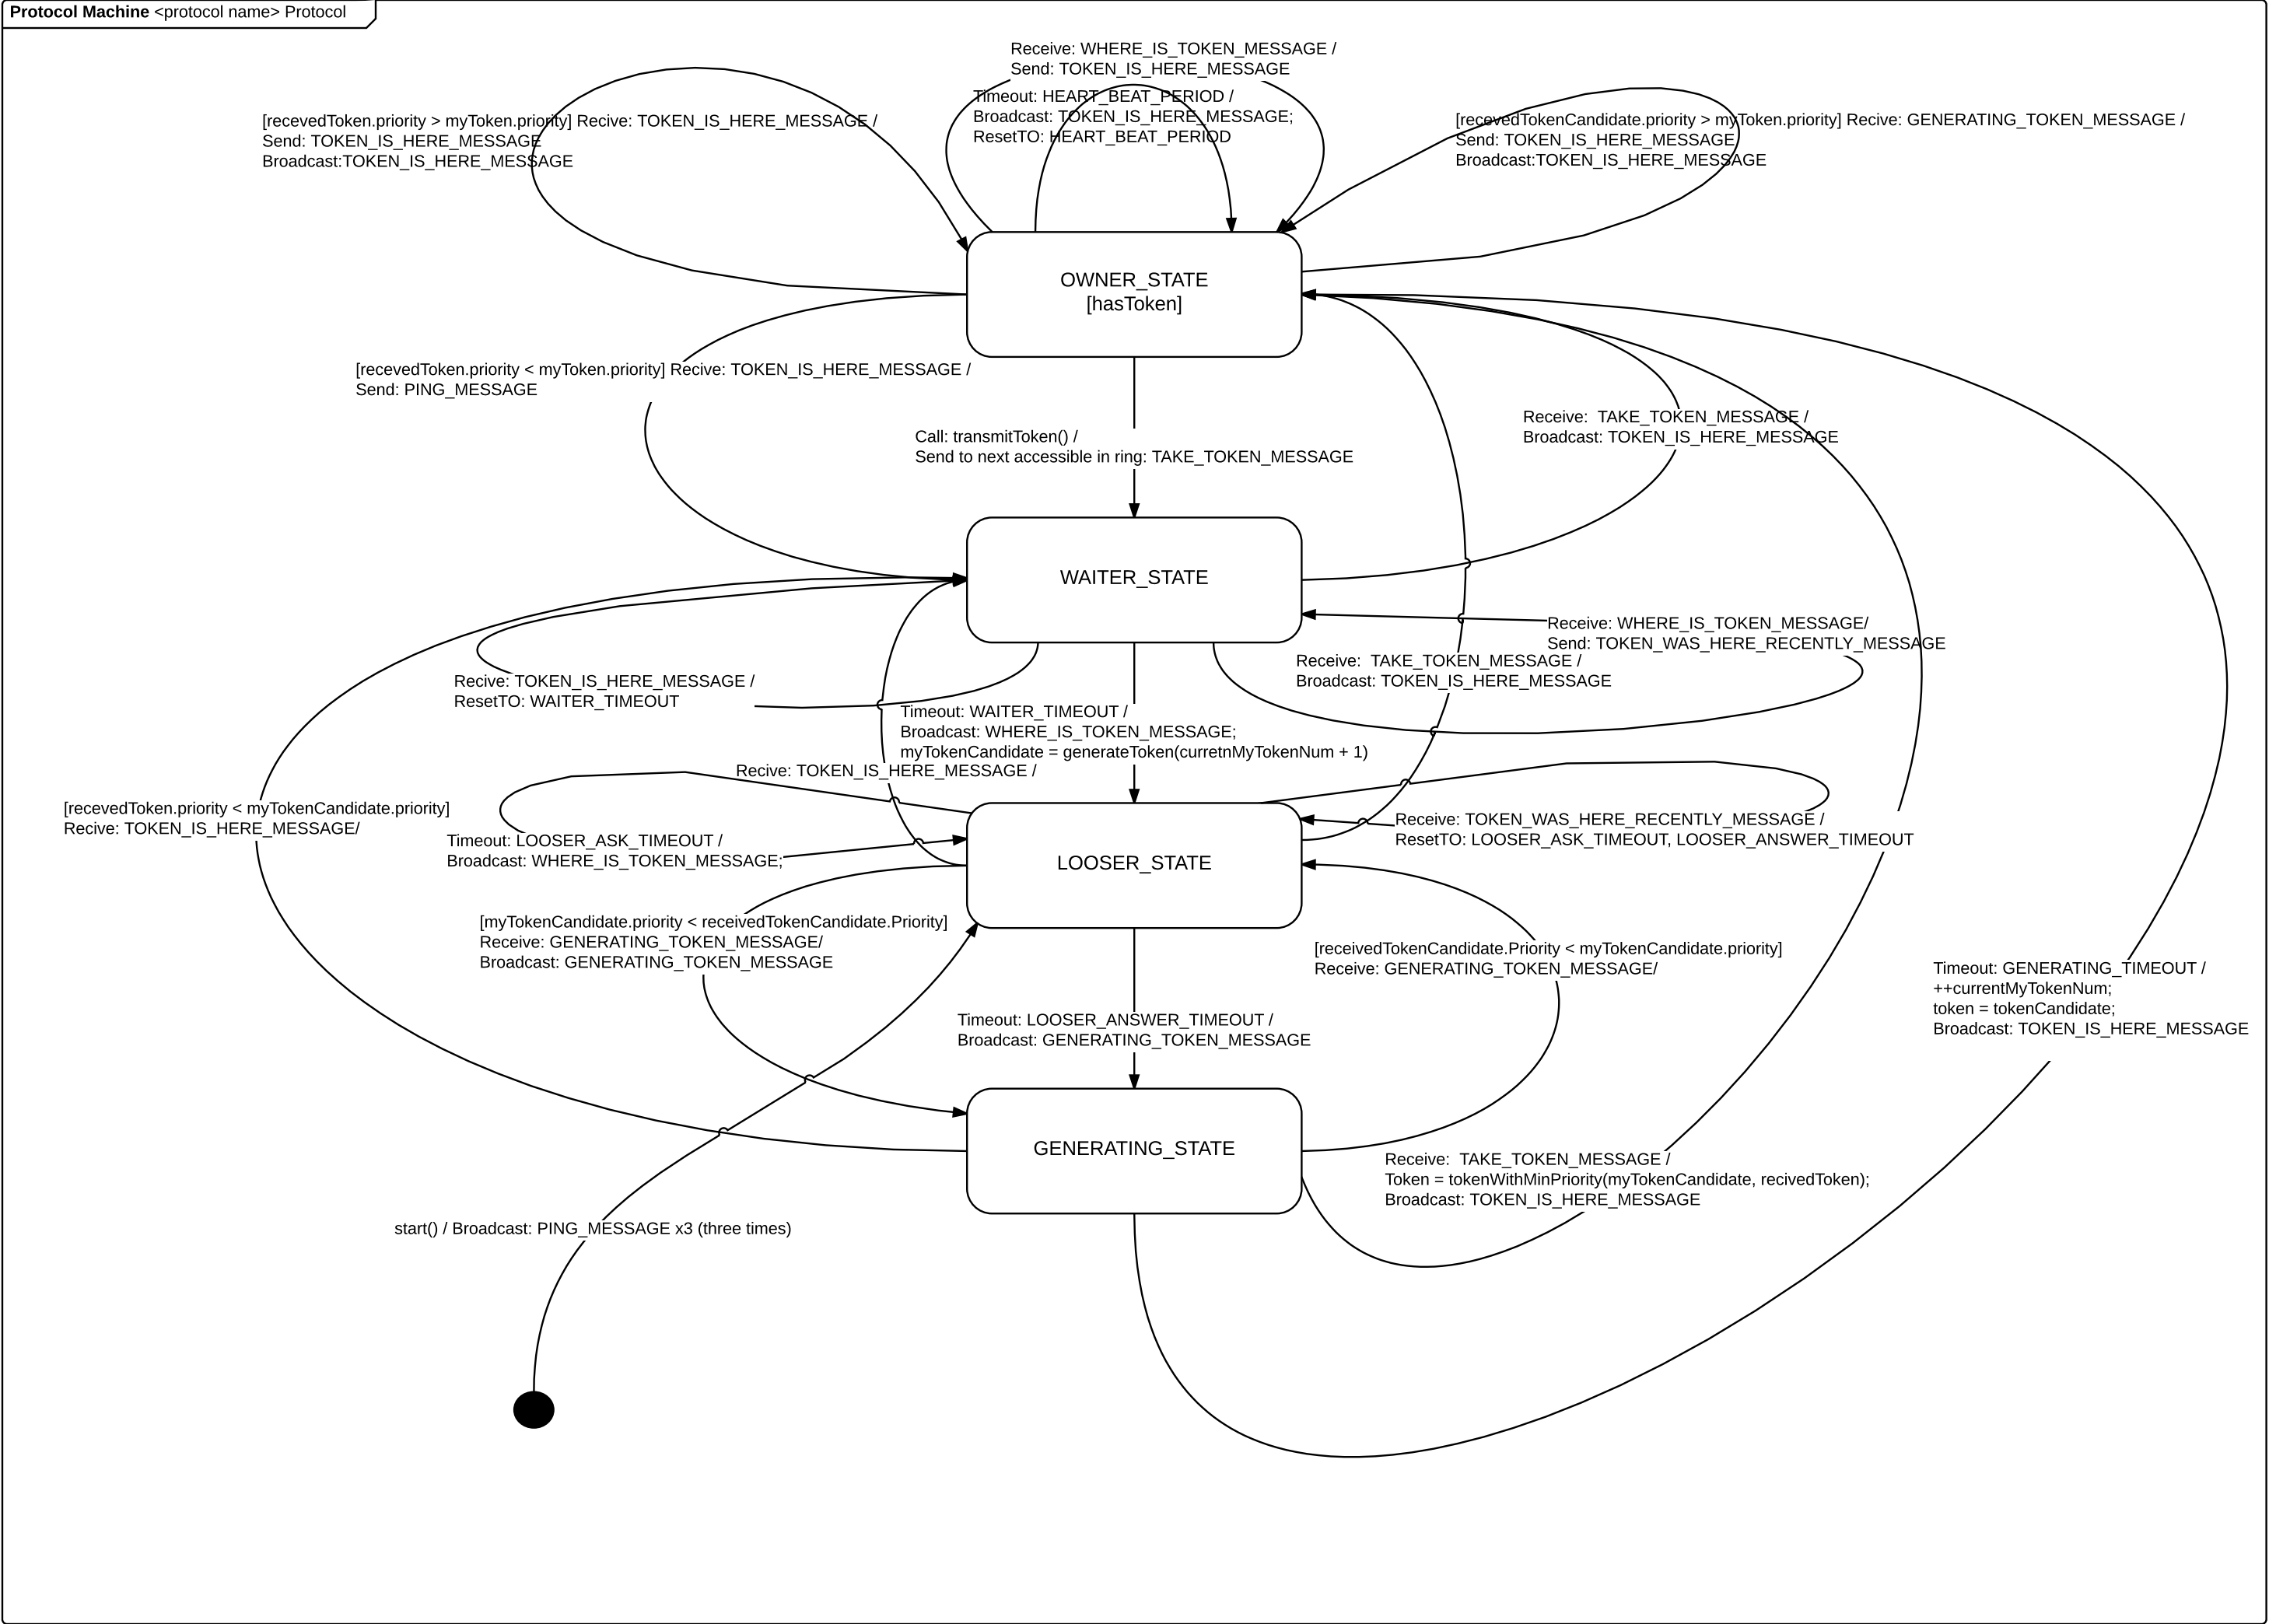 Protocol Machine <protocol name> Protocol
Receive: WHERE_IS_TOKEN_MESSAGE /
Send: TOKEN_IS_HERE_MESSAGE
Timeout: HEART_BEAT_PERIOD /
Broadcast: TOKEN_IS_HERE_MESSAGE;
ResetTO: HEART_BEAT_PERIOD
[recevedToken.priority > myToken.priority] Recive: TOKEN_IS_HERE_MESSAGE /
Send: TOKEN_IS_HERE_MESSAGE
Broadcast:TOKEN_IS_HERE_MESSAGE
[recevedTokenCandidate.priority > myToken.priority] Recive: GENERATING_TOKEN_MESSAGE /
Send: TOKEN_IS_HERE_MESSAGE
Broadcast:TOKEN_IS_HERE_MESSAGE
OWNER_STATE
[hasToken]
[recevedToken.priority < myToken.priority] Recive: TOKEN_IS_HERE_MESSAGE /
Send: PING_MESSAGE
Call: transmitToken() /
Send to next accessible in ring: TAKE_TOKEN_MESSAGE
Receive:  TAKE_TOKEN_MESSAGE /
Broadcast: TOKEN_IS_HERE_MESSAGE
WAITER_STATE
Receive: WHERE_IS_TOKEN_MESSAGE/
Send: TOKEN_WAS_HERE_RECENTLY_MESSAGE
Receive:  TAKE_TOKEN_MESSAGE /
Broadcast: TOKEN_IS_HERE_MESSAGE
Recive: TOKEN_IS_HERE_MESSAGE /
ResetTO: WAITER_TIMEOUT
Timeout: WAITER_TIMEOUT /
Broadcast: WHERE_IS_TOKEN_MESSAGE;
myTokenCandidate = generateToken(curretnMyTokenNum + 1)
Recive: TOKEN_IS_HERE_MESSAGE /
[recevedToken.priority < myTokenCandidate.priority]
Recive: TOKEN_IS_HERE_MESSAGE/
Timeout: LOOSER_ASK_TIMEOUT /
Broadcast: WHERE_IS_TOKEN_MESSAGE;
Receive: TOKEN_WAS_HERE_RECENTLY_MESSAGE /
ResetTO: LOOSER_ASK_TIMEOUT, LOOSER_ANSWER_TIMEOUT
LOOSER_STATE
[myTokenCandidate.priority < receivedTokenCandidate.Priority]
Receive: GENERATING_TOKEN_MESSAGE/
Broadcast: GENERATING_TOKEN_MESSAGE
[receivedTokenCandidate.Priority < myTokenCandidate.priority]
Receive: GENERATING_TOKEN_MESSAGE/
Timeout: GENERATING_TIMEOUT /
++currentMyTokenNum;
token = tokenCandidate;
Broadcast: TOKEN_IS_HERE_MESSAGE
Timeout: LOOSER_ANSWER_TIMEOUT /
Broadcast: GENERATING_TOKEN_MESSAGE
GENERATING_STATE
Receive:  TAKE_TOKEN_MESSAGE /
Token = tokenWithMinPriority(myTokenCandidate, recivedToken);
Broadcast: TOKEN_IS_HERE_MESSAGE
start() / Broadcast: PING_MESSAGE x3 (three times)